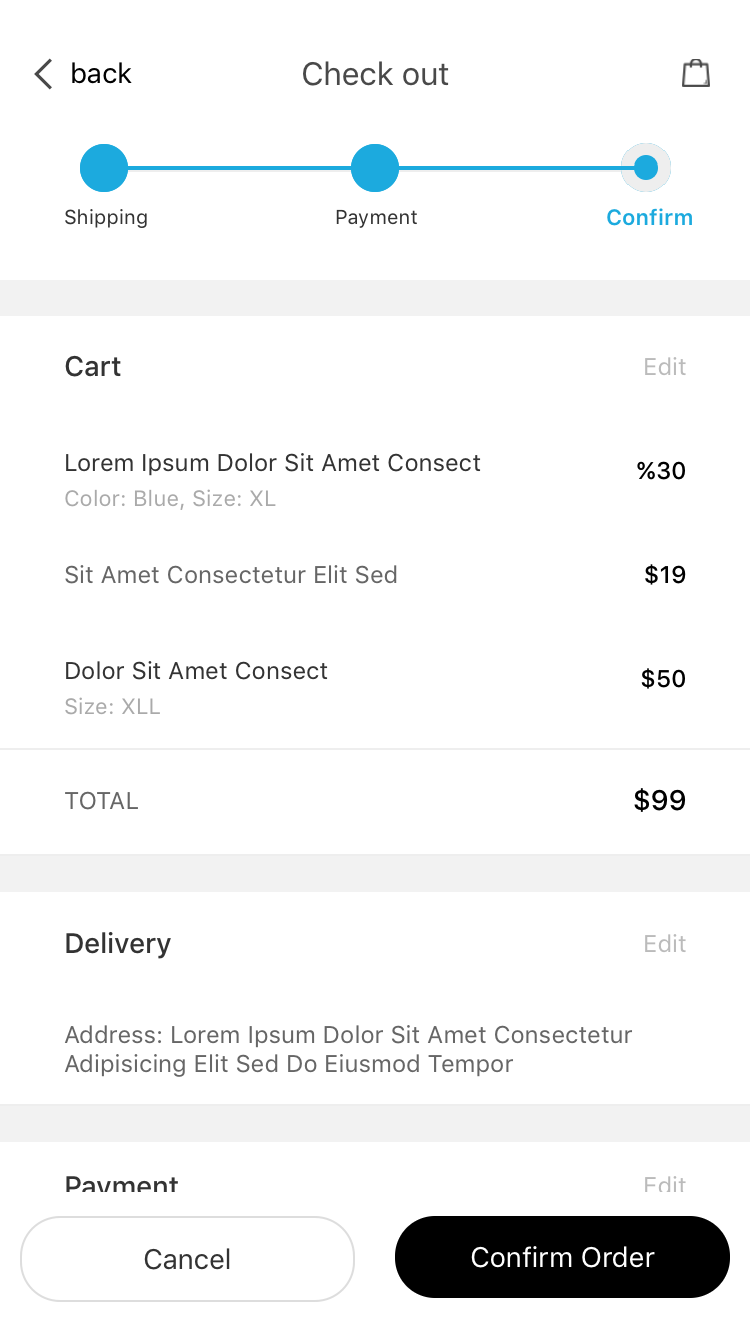 back
Check out
Shipping
Payment
Confirm
Cart
Edit
Lorem Ipsum Dolor Sit Amet Consect
%30
Color: Blue, Size: XL
Sit Amet Consectetur Elit Sed
$19
Dolor Sit Amet Consect
$50
Size: XLL
TOTAL
$99
Delivery
Edit
Address: Lorem Ipsum Dolor Sit Amet Consectetur
Adipisicing Elit Sed Do Eiusmod Tempor
Payment
Edit
Cancel
Confirm Order